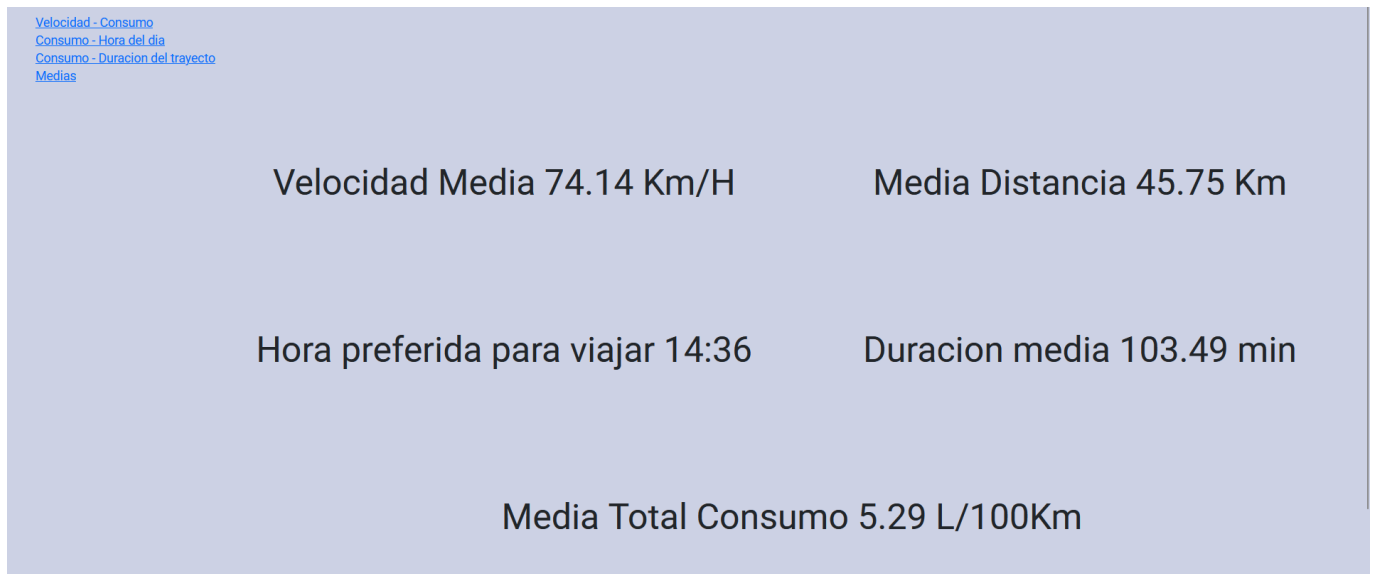 Velocidad - Consumo
Consumo - Hora del dia
Consumo - Duracion del trayecto
Medias
Velocidad Media 74.14 Km/H
Media Distancia 45.75 Km
Hora preferida para viajar 14:36
Duracion media 103.49 min
Media Total Consumo 5.29 L/100Km